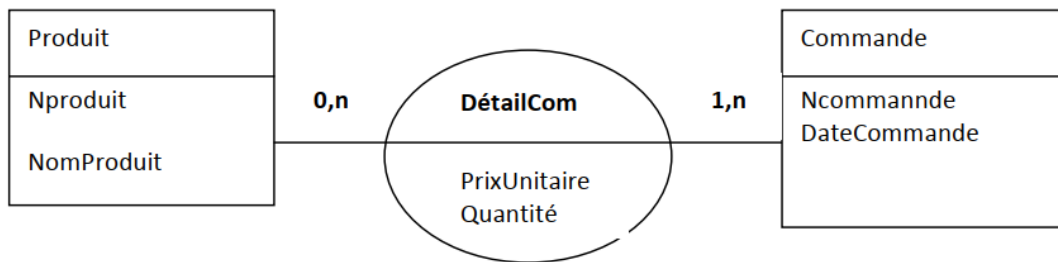 Produit
Nproduit
NomProduit
0,n
DétailCom
PrixUnitaire
Quantité
1,n
Commande
Ncommannde
DateCommande